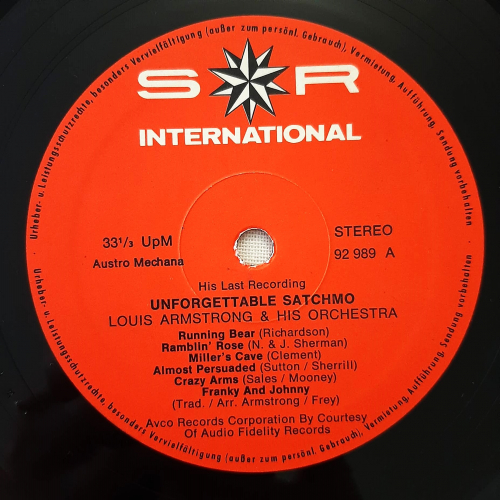 Urheber- u. Leistungsschutzrechte, besonders Vervielfältigung (außer zum persönl. Gebrauch), Vermietung, Aufführung, Sendung vorbehalten
S R
INTERNATIONAL
33¹/₃ UpM
Austro Mechana
STEREO
92 989 A
His Last Recording
UNFORGETTABLE SATCHMO
LOUIS ARMSTRONG & HIS ORCHESTRA
Running Bear (Richardson)
Ramblin' Rose (N. & J. Sherman)
Miller's Cave (Clement)
Almost Persuaded (Sutton / Sherrill)
Crazy Arms (Sales / Mooney)
Franky And Johnny
(Trad. / Arr. Armstrong / Frey)
Avco Records Corporation By Courtesy
Of Audio Fidelity Records
Urheber- u. Leistungsschutzrechte, besonders Vervielfältigung (außer zum persönl. Gebrauch), Vermietung, Aufführung, Sendung vorbehalten